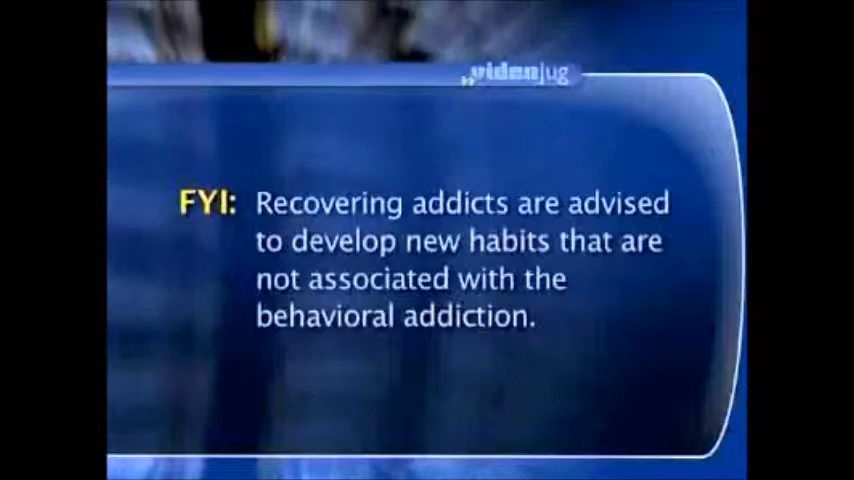 videojug
FYI: Recovering addicts are advised
to develop new habits that are
not associated with the
behavioral addiction.